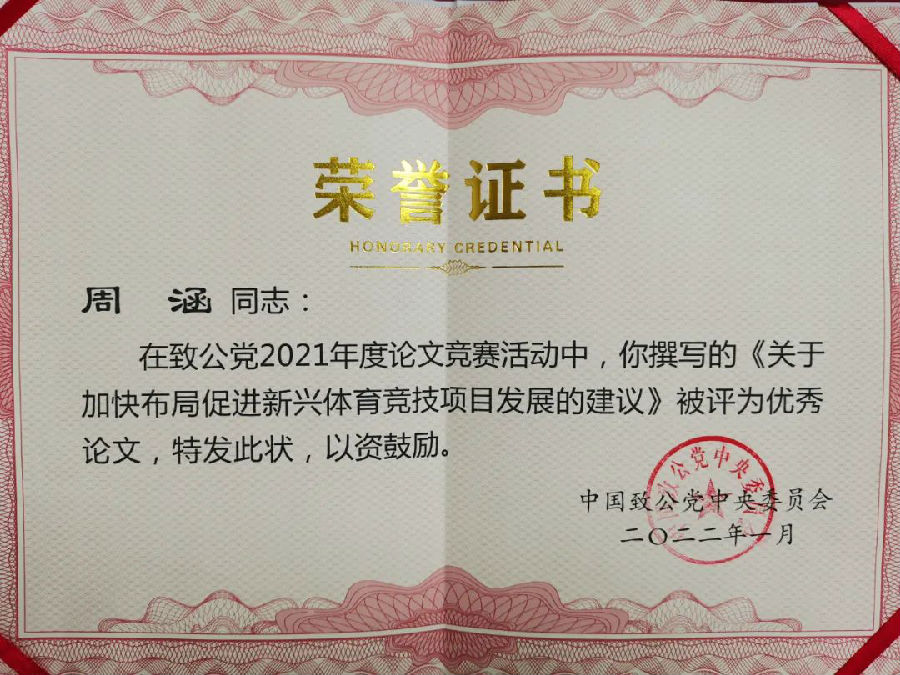 荣誉证书
HONORARY CREDENTIAL
周 涵 同志：
在致公党2021年度论文竞赛活动中，你撰写的《关于
加快布局促进新兴体育竞技项目发展的建议》被评为优秀
论文，特发此状，以资鼓励。
中国致公党中央委员会
二〇二二年一月